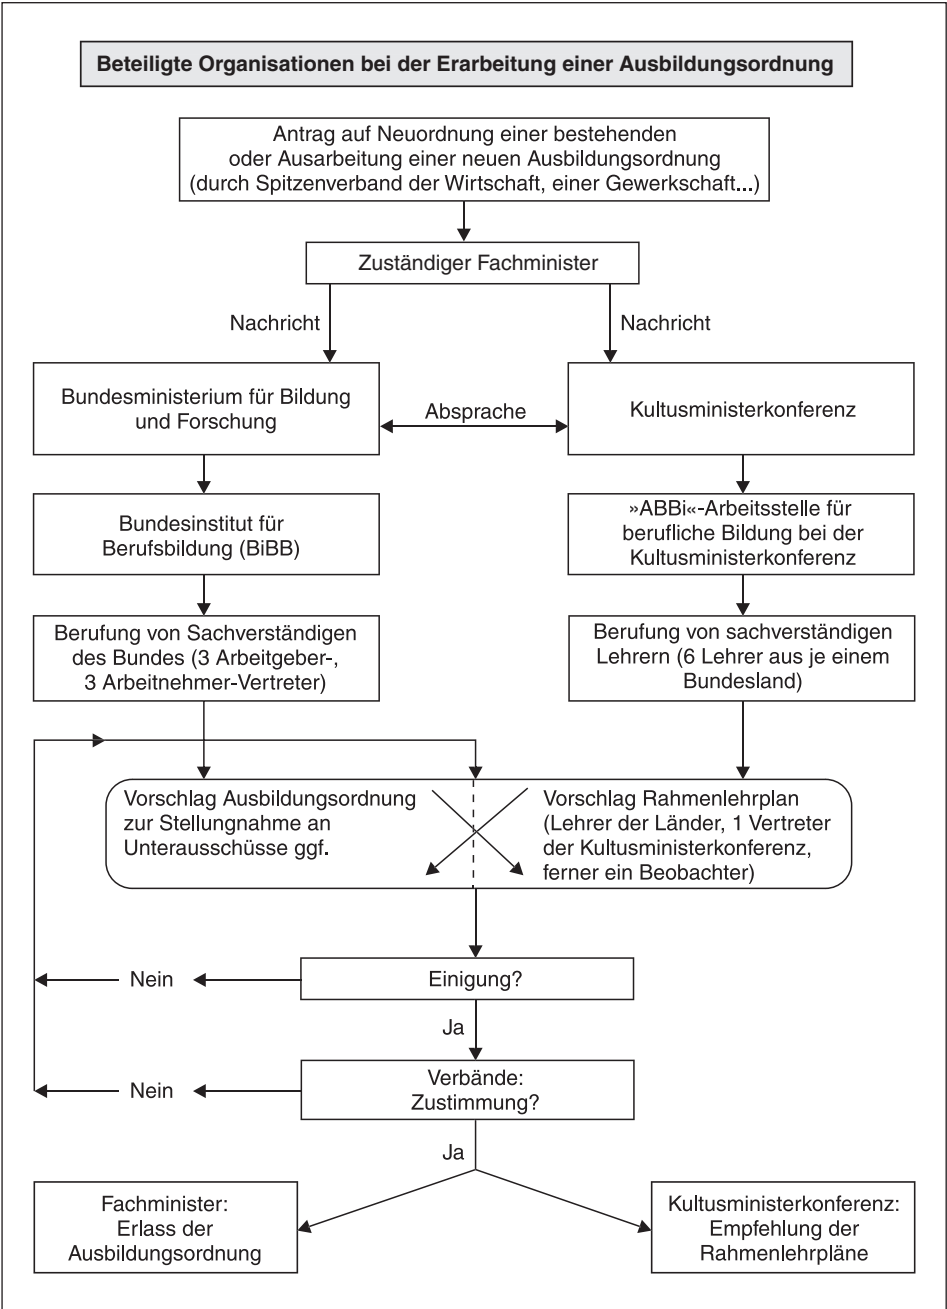 Beteiligte Organisationen bei der Erarbeitung einer Ausbildungsordnung
Antrag auf Neuordnung einer bestehenden
oder Ausarbeitung einer neuen Ausbildungsordnung
(durch Spitzenverband der Wirtschaft, einer Gewerkschaft...)
Zuständiger Fachminister
Nachricht
Nachricht
Bundesministerium für Bildung
und Forschung
Absprache
Kultusministerkonferenz
Bundesinstitut für
Berufsbildung (BiBB)
»ABBi«-Arbeitsstelle für
berufliche Bildung bei der
Kultusministerkonferenz
Berufung von Sachverständigen
des Bundes (3 Arbeitgeber-,
3 Arbeitnehmer-Vertreter)
Berufung von sachverständigen
Lehrern (6 Lehrer aus je einem
Bundesland)
Vorschlag Ausbildungsordnung
zur Stellungnahme an
Unterausschüsse ggf.
Vorschlag Rahmenlehrplan
(Lehrer der Länder, 1 Vertreter
der Kultusministerkonferenz,
ferner ein Beobachter)
Nein
Einigung?
Ja
Nein
Verbände:
Zustimmung?
Ja
Fachminister:
Erlass der
Ausbildungsordnung
Kultusministerkonferenz:
Empfehlung der
Rahmenlehrpläne